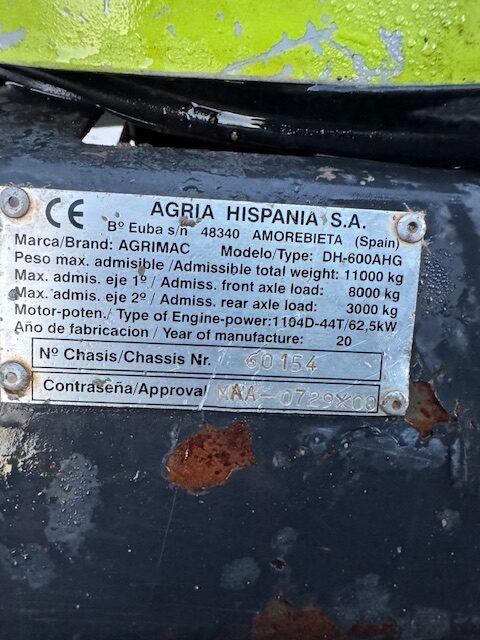 CE
AGRIA HISPANIA S.A.
Bº Euba s/n 48340 AMOREBIETA (Spain)
Marca/Brand: AGRIMAC Modelo/Type: DH-600AHG
Peso max. admisible / Admissible total weight: 11000 kg
Max. admis. eje 1º / Admiss. front axle load: 8000 kg
Max. admis. eje 2º / Admiss. rear axle load: 3000 kg
Motor-poten./ Type of Engine-power:1104D-44T/62,5kW
Año de fabricacion / Year of manufacture: 20
Nº Chasis/Chassis Nr. 60154
Contraseña/Approval MAA-0729*00